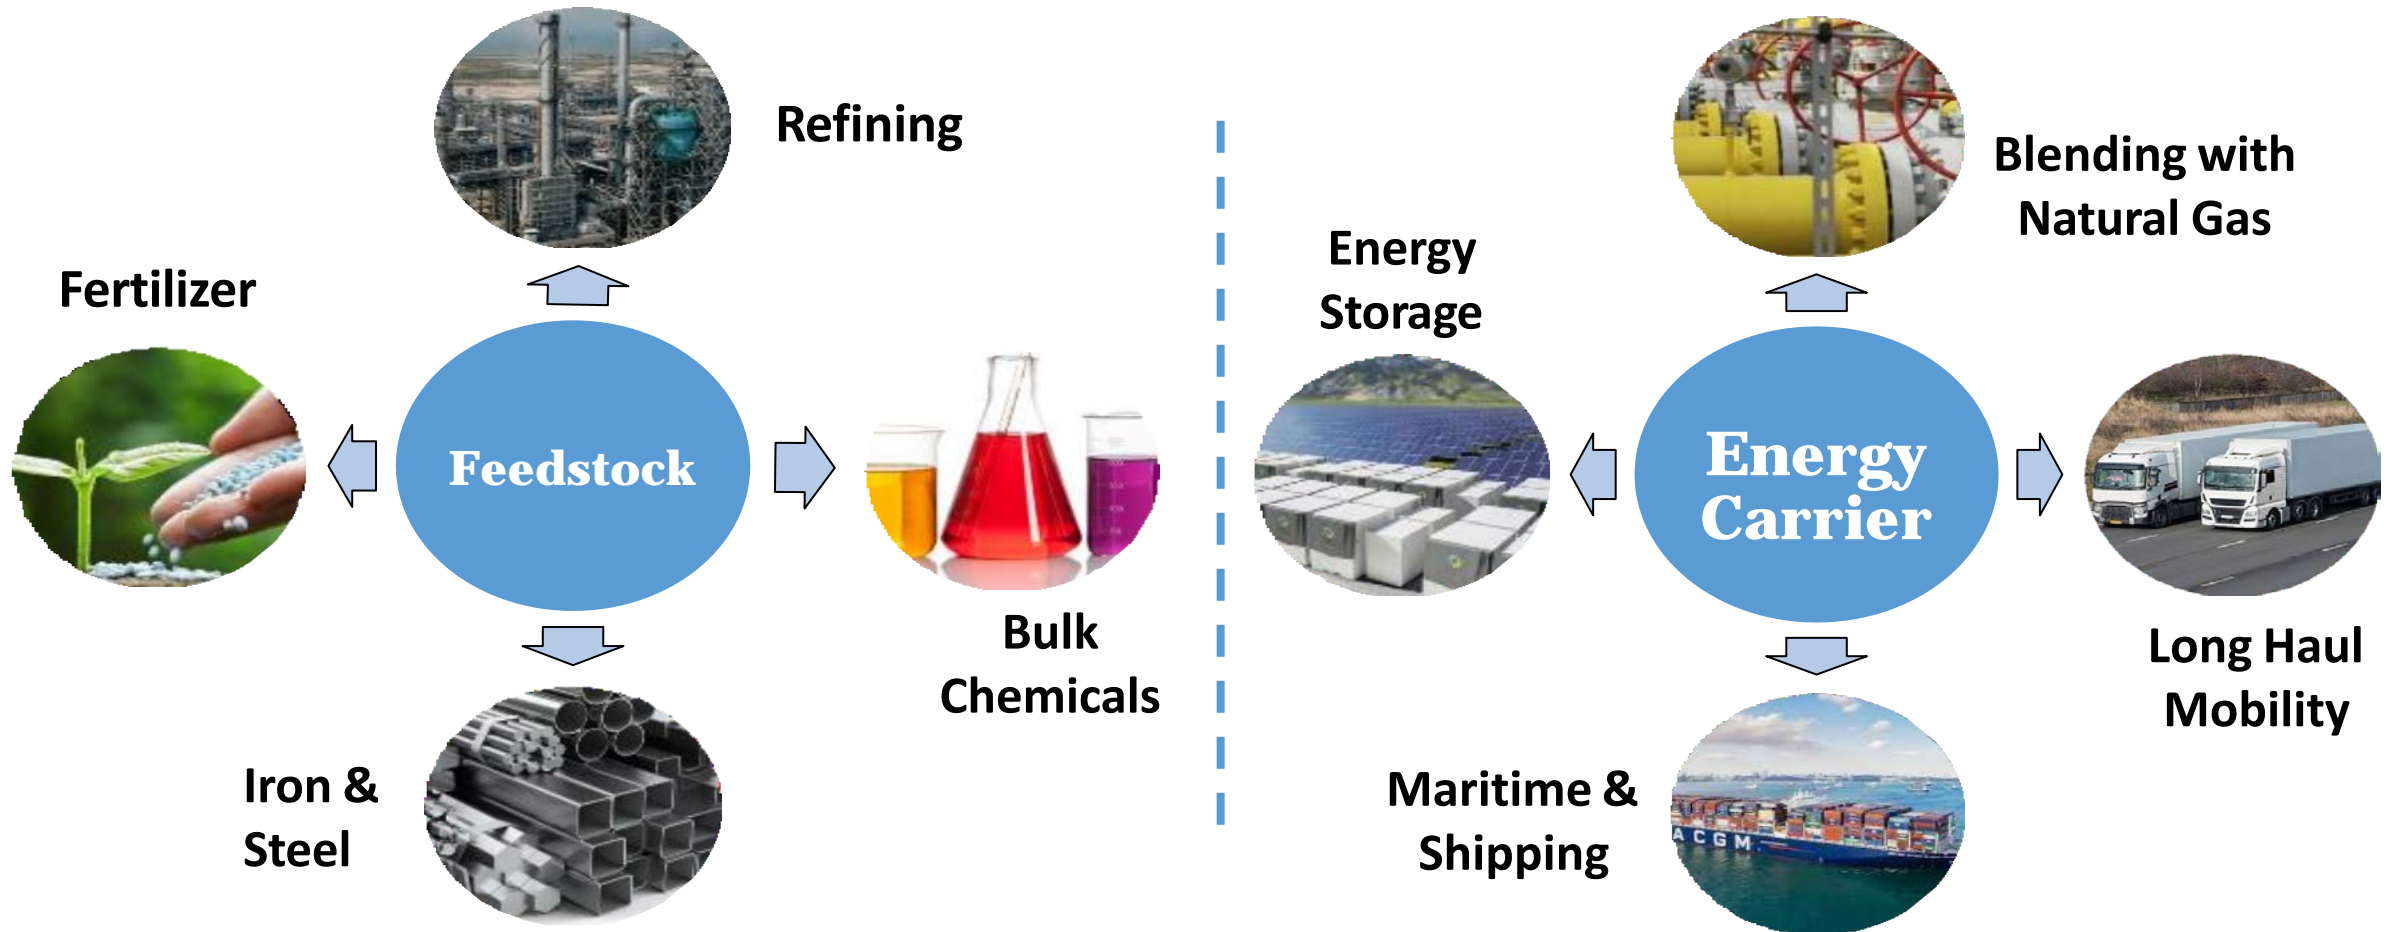 Refining
Fertilizer
Feedstock
Bulk
Chemicals
Iron &
Steel
Blending with
Natural Gas
Energy
Storage
Energy
Carrier
Long Haul
Mobility
Maritime &
Shipping
A CGM